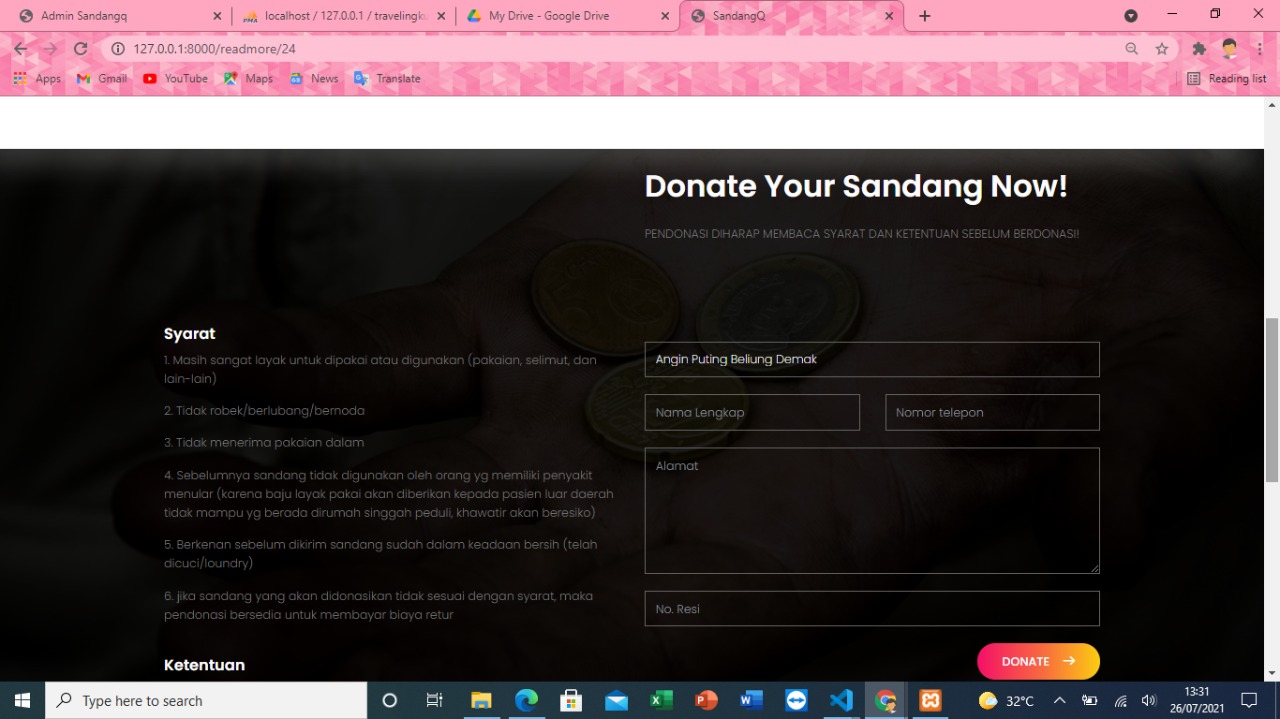 Admin Sandangq
localhost / 127.0.0.1 / travelingku
My Drive - Google Drive
SandangQ
127.0.0.1:8000/readmore/24
Apps
Gmail
YouTube
Maps
News
Translate
Reading list
Donate Your Sandang Now!
PENDONASI DIHARAP MEMBACA SYARAT DAN KETENTUAN SEBELUM BERDONASI!
Syarat
1. Masih sangat layak untuk dipakai atau digunakan (pakaian, selimut, dan
lain-lain)
2. Tidak robek/berlubang/bernoda
3. Tidak menerima pakaian dalam
4. Sebelumnya sandang tidak digunakan oleh orang yg memiliki penyakit
menular (karena baju layak pakai akan diberikan kepada pasien luar daerah
tidak mampu yg berada dirumah singgah peduli, khawatir akan beresiko)
5. Berkenan sebelum dikirim sandang sudah dalam keadaan bersih (telah
dicuci/loundry)
6. jika sandang yang akan didonasikan tidak sesuai dengan syarat, maka
pendonasi bersedia untuk membayar biaya retur
Ketentuan
Angin Puting Beliung Demak
Nama Lengkap
Nomor telepon
Alamat
No. Resi
DONATE
Type here to search
32°C
13:31
26/07/2021